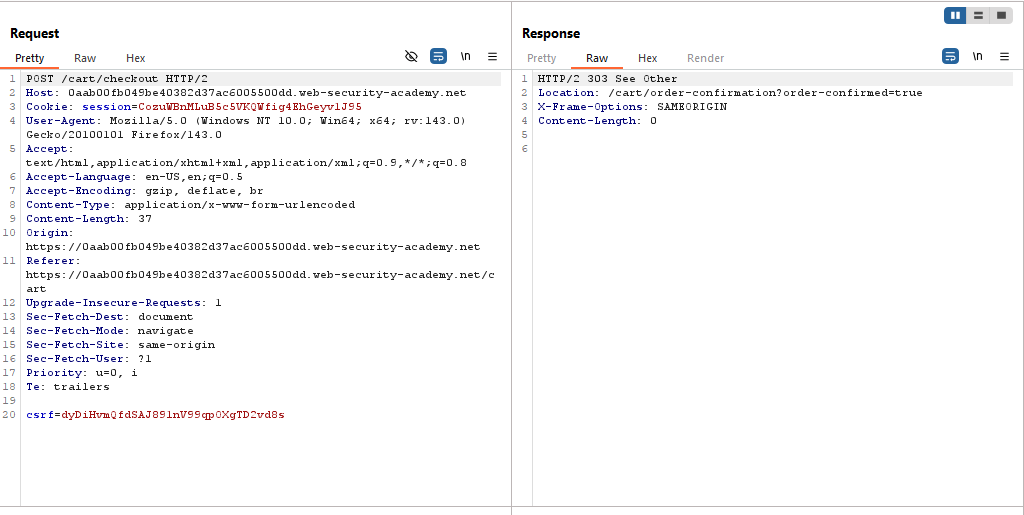 Request
Pretty Raw Hex \n
1 POST /cart/checkout HTTP/2
2 Host: 0aab00fb049be40382d37ac6005500dd.web-security-academy.net
3 Cookie: session=CozuWBnMLuB5c5VKQWfig4EhGeyvlJ95
4 User-Agent: Mozilla/5.0 (Windows NT 10.0; Win64; x64; rv:143.0)
Gecko/20100101 Firefox/143.0
5 Accept:
text/html,application/xhtml+xml,application/xml;q=0.9,*/*;q=0.8
6 Accept-Language: en-US,en;q=0.5
7 Accept-Encoding: gzip, deflate, br
8 Content-Type: application/x-www-form-urlencoded
9 Content-Length: 37
10 Origin:
https://0aab00fb049be40382d37ac6005500dd.web-security-academy.net
11 Referer:
https://0aab00fb049be40382d37ac6005500dd.web-security-academy.net/c
art
12 Upgrade-Insecure-Requests: 1
13 Sec-Fetch-Dest: document
14 Sec-Fetch-Mode: navigate
15 Sec-Fetch-Site: same-origin
16 Sec-Fetch-User: ?1
17 Priority: u=0, i
18 Te: trailers
19
20 csrf=dyDiHvmQfdSAJ89lnV99qp0XgTD2vd8s
Response
Pretty Raw Hex Render \n
1 HTTP/2 303 See Other
2 Location: /cart/order-confirmation?order-confirmed=true
3 X-Frame-Options: SAMEORIGIN
4 Content-Length: 0
5
6